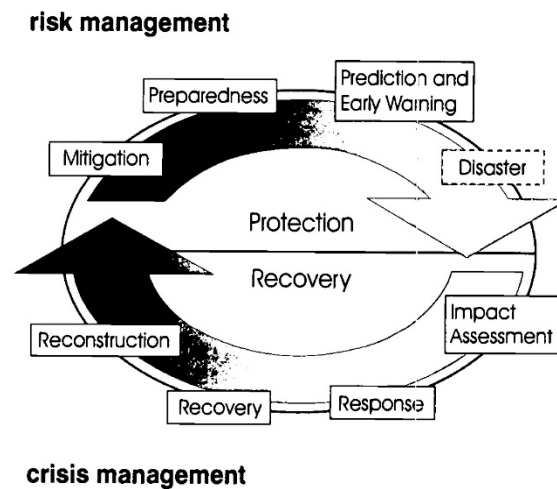 risk management
Preparedness
Prediction and
Early Warning
Mitigation
Disaster
Protection
Recovery
Impact
Assessment
Reconstruction
Recovery
Response
crisis management